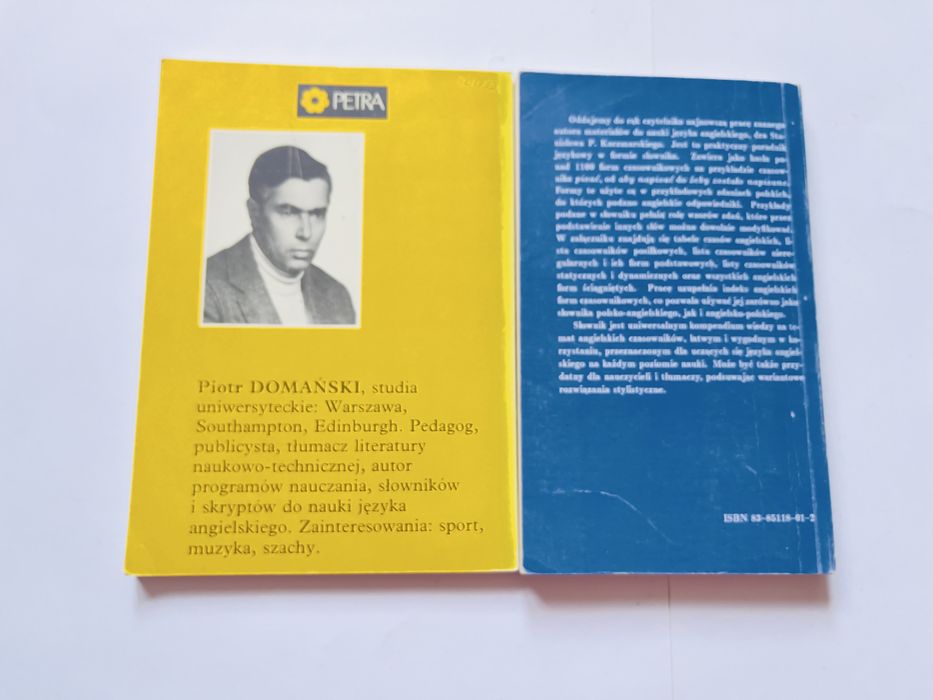 PETRA
Piotr DOMAŃSKI, studia
uniwersyteckie: Warszawa,
Southampton, Edinburgh. Pedagog,
publicysta, tłumacz literatury
naukowo-technicznej, autor
programów nauczania, słowników
i skryptów do nauki języka
angielskiego. Zainteresowania: sport,
muzyka, szachy.
Oddajemy do rąk czytelnika najnowszą pracę znanego
autora materiałów do nauki języka angielskiego, dra Sta-
nisława P. Kaczmarskiego. Jest to praktyczny poradnik
językowy w formie słownika. Zawiera jako hasła po-
nad 1100 form czasownikowych na przykładzie czasow-
nika pisać, od aby napisać do żeby zostało napisane.
Formy te użyte są w przykładowych zdaniach polskich,
do których podano angielskie odpowiedniki. Przykłady
podane w słowniku pełnią rolę wzorów zdań, które przez
podstawienie innych słów można dowolnie modyfikować.
W załączniku znajdują się tabele czasów angielskich, li-
sta czasowników posiłkowych, lista czasowników niere-
gularnych i ich form podstawowych, listy czasowników
statycznych i dynamicznych oraz wszystkich angielskich
form ściągniętych. Pracę uzupełnia indeks angielskich
form czasownikowych, co pozwala używać jej zarówno jako
słownika polsko-angielskiego, jak i angielsko-polskiego.
Słownik jest uniwersalnym kompendium wiedzy na te-
mat angielskich czasowników, łatwym i wygodnym w ko-
rzystaniu, przeznaczonym dla uczących się języka angiel-
skiego na każdym poziomie nauki. Może być także przy-
datny dla nauczycieli i tłumaczy, podsuwając wariantowe
rozwiązania stylistyczne.
ISBN 83-85118-01-2